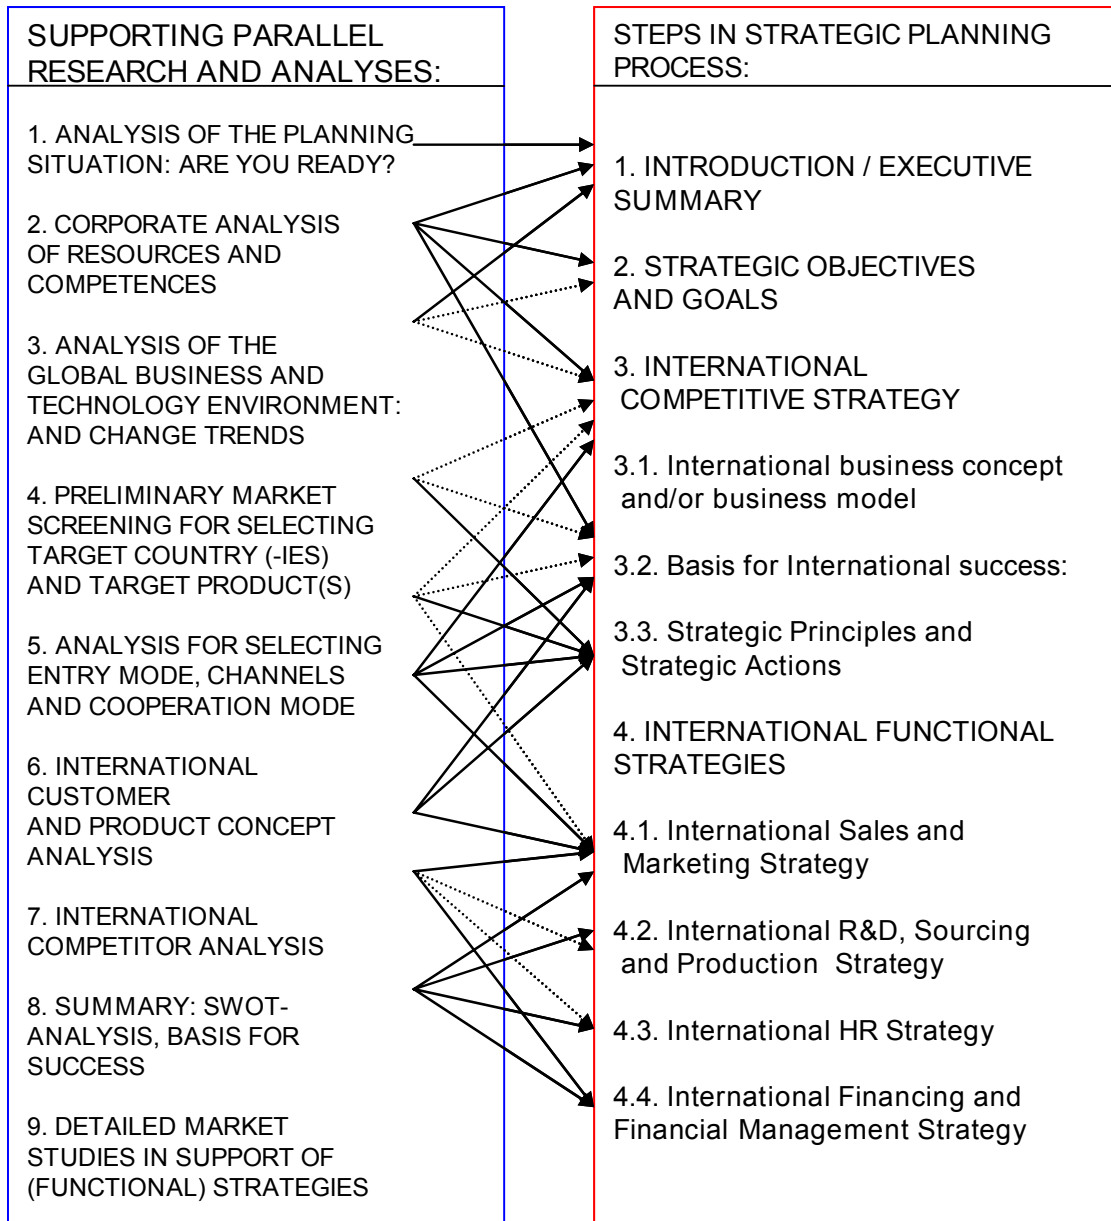 SUPPORTING PARALLEL
RESEARCH AND ANALYSES:
1. ANALYSIS OF THE PLANNING
SITUATION: ARE YOU READY?
2. CORPORATE ANALYSIS
OF RESOURCES AND
COMPETENCES
3. ANALYSIS OF THE
GLOBAL BUSINESS AND
TECHNOLOGY ENVIRONMENT:
AND CHANGE TRENDS
4. PRELIMINARY MARKET
SCREENING FOR SELECTING
TARGET COUNTRY (-IES)
AND TARGET PRODUCT(S)
5. ANALYSIS FOR SELECTING
ENTRY MODE, CHANNELS
AND COOPERATION MODE
6. INTERNATIONAL
CUSTOMER
AND PRODUCT CONCEPT
ANALYSIS
7. INTERNATIONAL
COMPETITOR ANALYSIS
8. SUMMARY: SWOT-
ANALYSIS, BASIS FOR
SUCCESS
9. DETAILED MARKET
STUDIES IN SUPPORT OF
(FUNCTIONAL) STRATEGIES
STEPS IN STRATEGIC PLANNING
PROCESS:
1. INTRODUCTION / EXECUTIVE
SUMMARY
2. STRATEGIC OBJECTIVES
AND GOALS
3. INTERNATIONAL
COMPETITIVE STRATEGY
3.1. International business concept
and/or business model
3.2. Basis for International success:
3.3. Strategic Principles and
Strategic Actions
4. INTERNATIONAL FUNCTIONAL
STRATEGIES
4.1. International Sales and
Marketing Strategy
4.2. International R&D, Sourcing
and Production Strategy
4.3. International HR Strategy
4.4. International Financing and
Financial Management Strategy